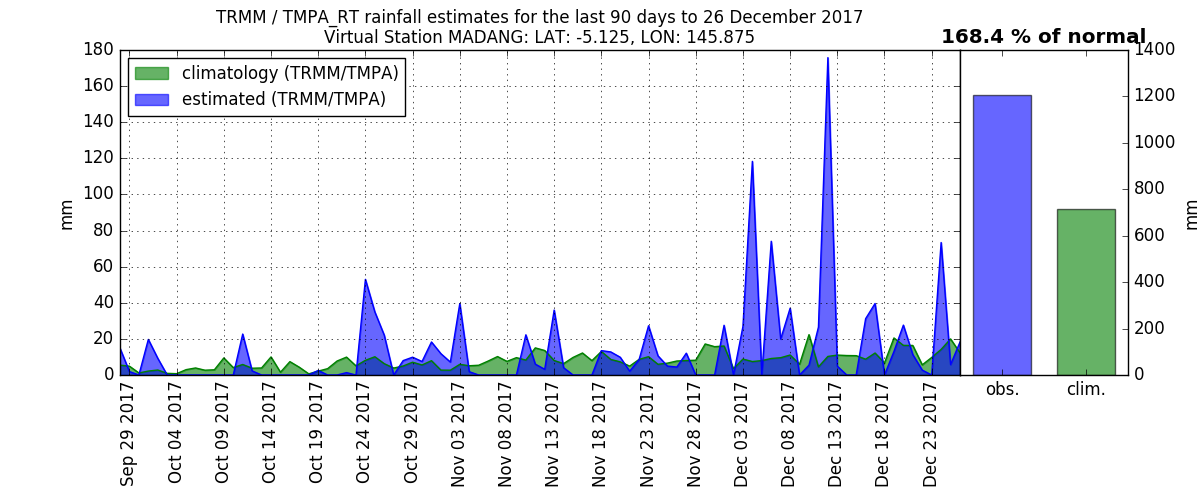 TRMM / TMPA_RT rainfall estimates for the last 90 days to 26 December 2017
Virtual Station MADANG: LAT: -5.125, LON: 145.875
168.4 % of normal
climatology (TRMM/TMPA)
estimated (TRMM/TMPA)
180
160
140
120
100
80
60
40
20
0
mm
Sep 29 2017
Oct 04 2017
Oct 09 2017
Oct 14 2017
Oct 19 2017
Oct 24 2017
Oct 29 2017
Nov 03 2017
Nov 08 2017
Nov 13 2017
Nov 18 2017
Nov 23 2017
Nov 28 2017
Dec 03 2017
Dec 08 2017
Dec 13 2017
Dec 18 2017
Dec 23 2017
1400
1200
1000
800
600
400
200
0
mm
obs.
clim.